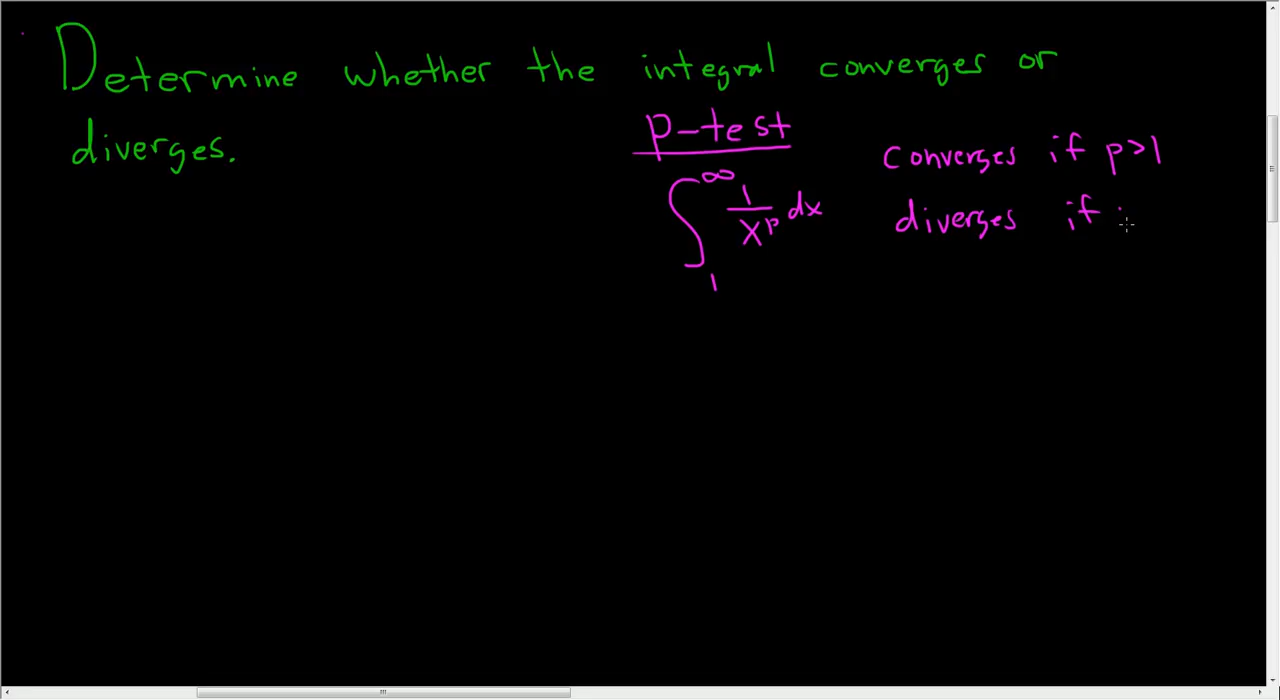 Determine whether the integral converges or
diverges.
p-test
converges if p>1
∫₁^∞ 1/x^p dx
diverges if